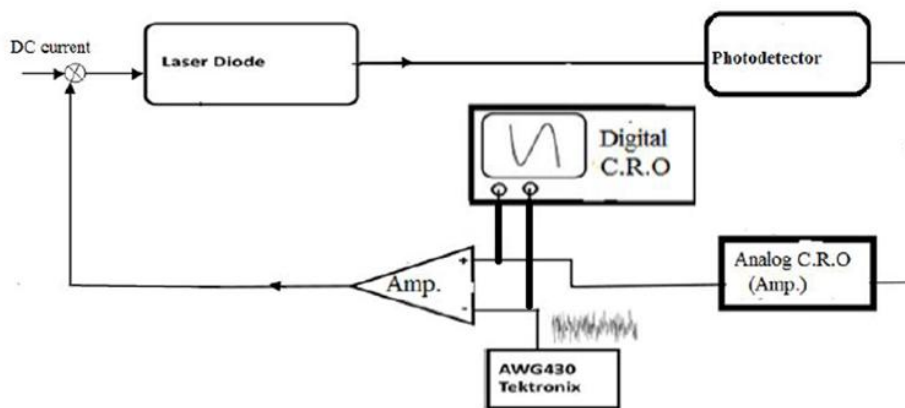 DC current
Laser Diode
Photodetector
Digital
C.R.O
+
Amp.
-
Analog C.R.O
(Amp.)
AWG430
Tektronix